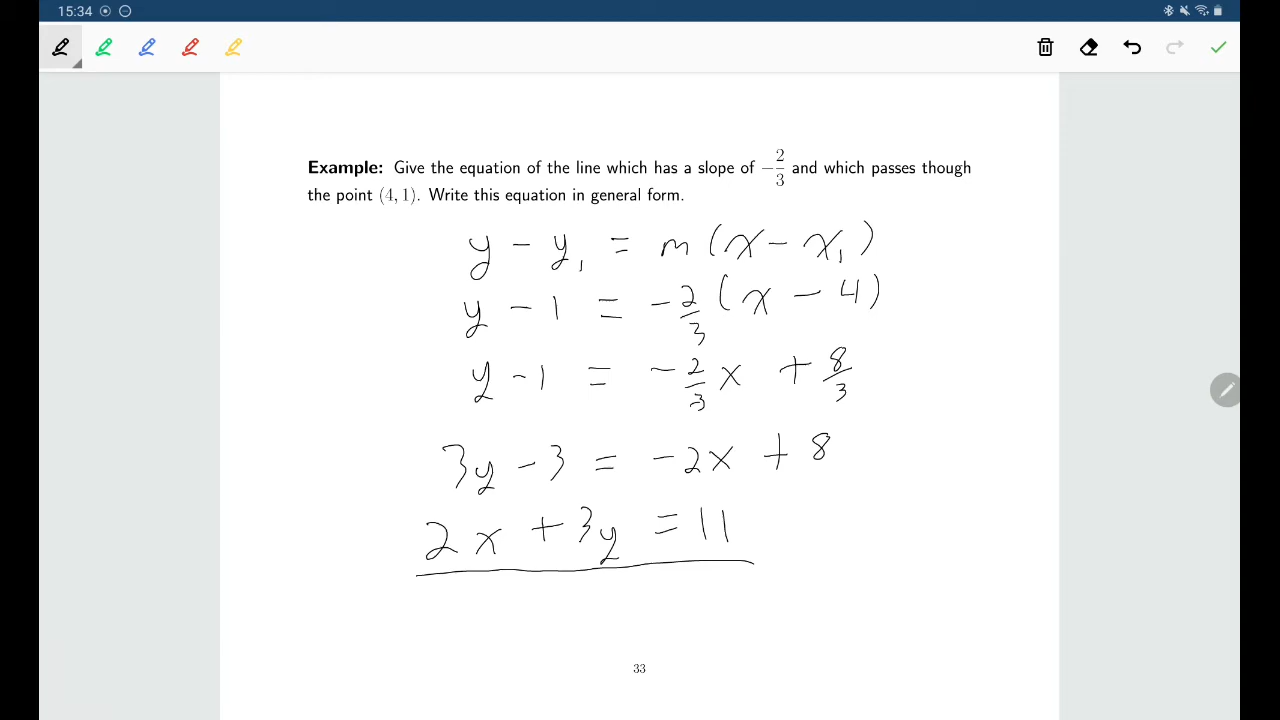 15:34
Example: Give the equation of the line which has a slope of −2/3 and which passes though
the point (4, 1). Write this equation in general form.
y − y₁ = m(x − x₁)
y − 1 = −2/3(x − 4)
y − 1 = −2/3x + 8/3
3y − 3 = −2x + 8
2x + 3y = 11
33